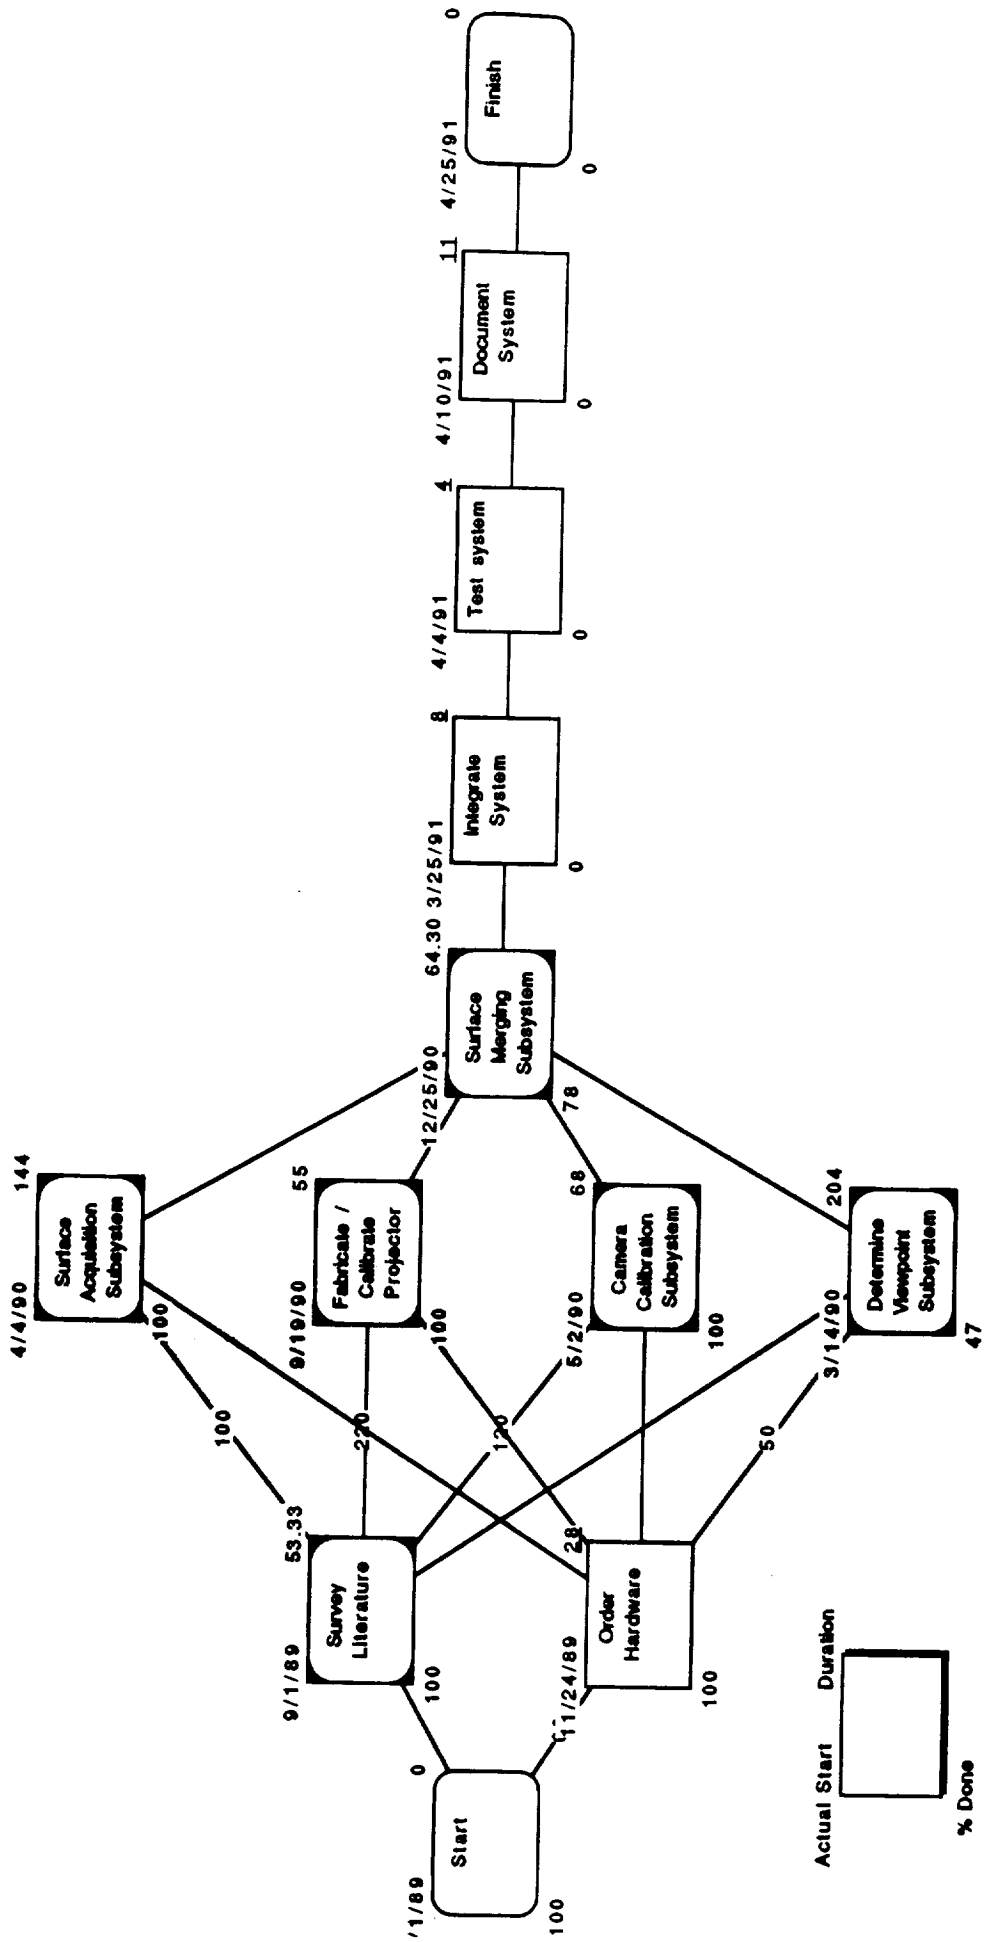 /1/89
0
Start
100
9/1/89
53.33
Survey
Literature
100
11/24/89
28
Order
Hardware
100
100
220
120
50
4/4/90
144
Surface
Acquisition
Subsystem
100
9/19/90
55
Fabricate /
Calibrate
Projector
100
5/2/90
68
Camera
Calibration
Subsystem
100
3/14/90
204
Determine
Viewpoint
Subsystem
47
12/25/90
64.30
Surface
Merging
Subsystem
78
3/25/91
8
Integrate
System
0
4/4/91
4
Test system
0
4/10/91
11
Document
System
0
4/25/91
0
Finish
0
Actual Start
Duration
% Done